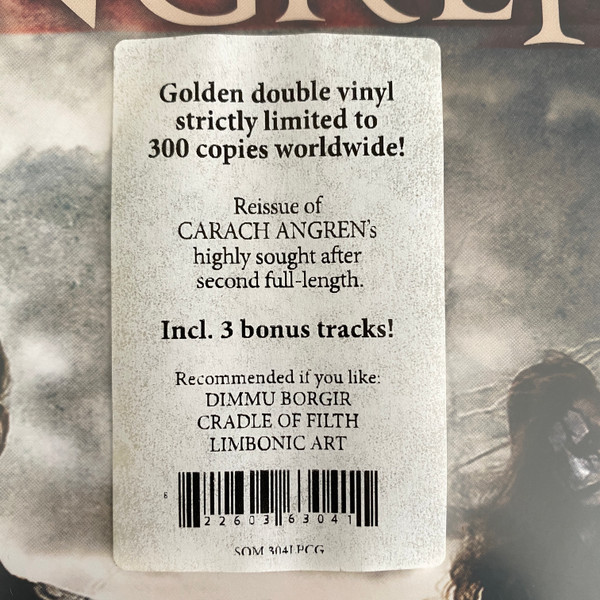 NGREN
Golden double vinyl
strictly limited to
300 copies worldwide!
Reissue of
CARACH ANGREN's
highly sought after
second full-length.
Incl. 3 bonus tracks!
Recommended if you like:
DIMMU BORGIR
CRADLE OF FILTH
LIMBONIC ART
8 22603 63041
SOM 304LPCG